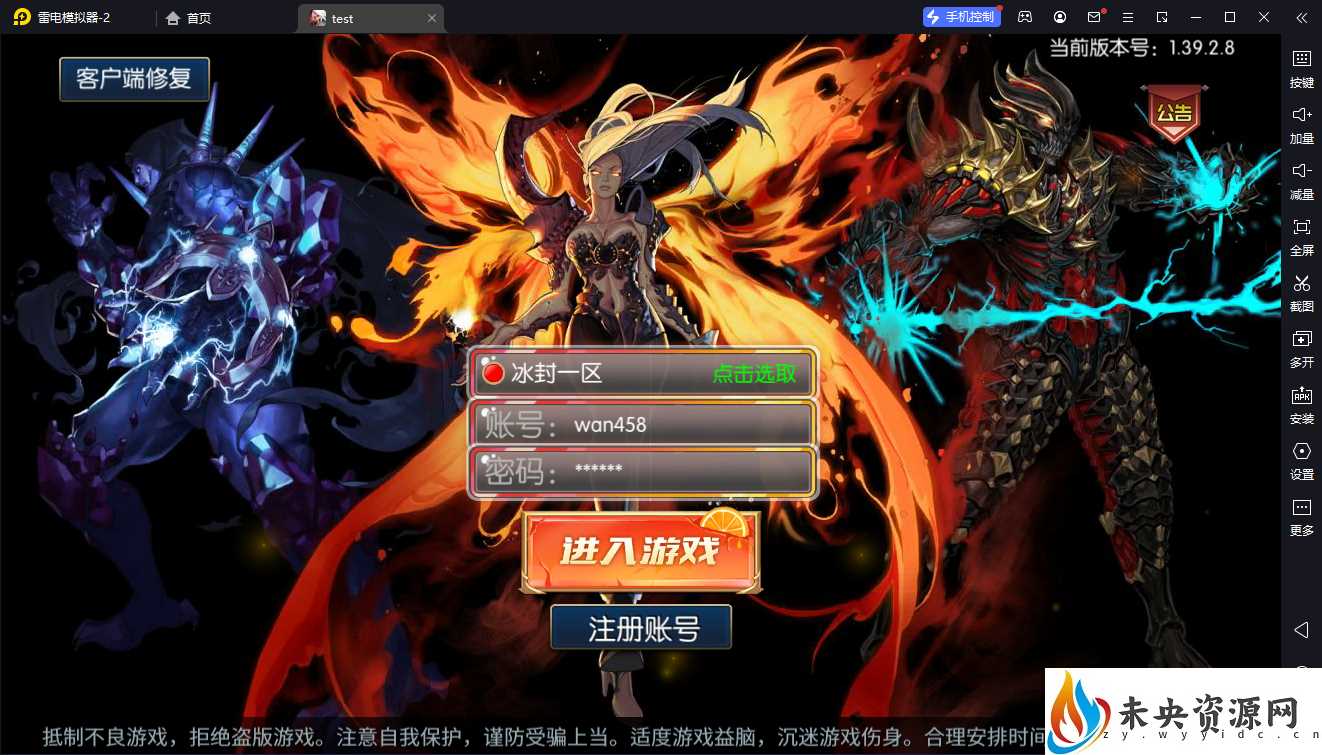 雷电模拟器-2
首页
test
手机控制
当前版本号：1.39.2.8
客户端修复
公告
按键
加量
减量
全屏
截图
多开
APK
安装
设置
更多
冰封一区
点击选取
账号：wan458
密码：******
进入游戏
注册账号
抵制不良游戏，拒绝盗版游戏。注意自我保护，谨防受骗上当。适度游戏益脑，沉迷游戏伤身。合理安排时间
未央资源网
zy.wyyidc.cn